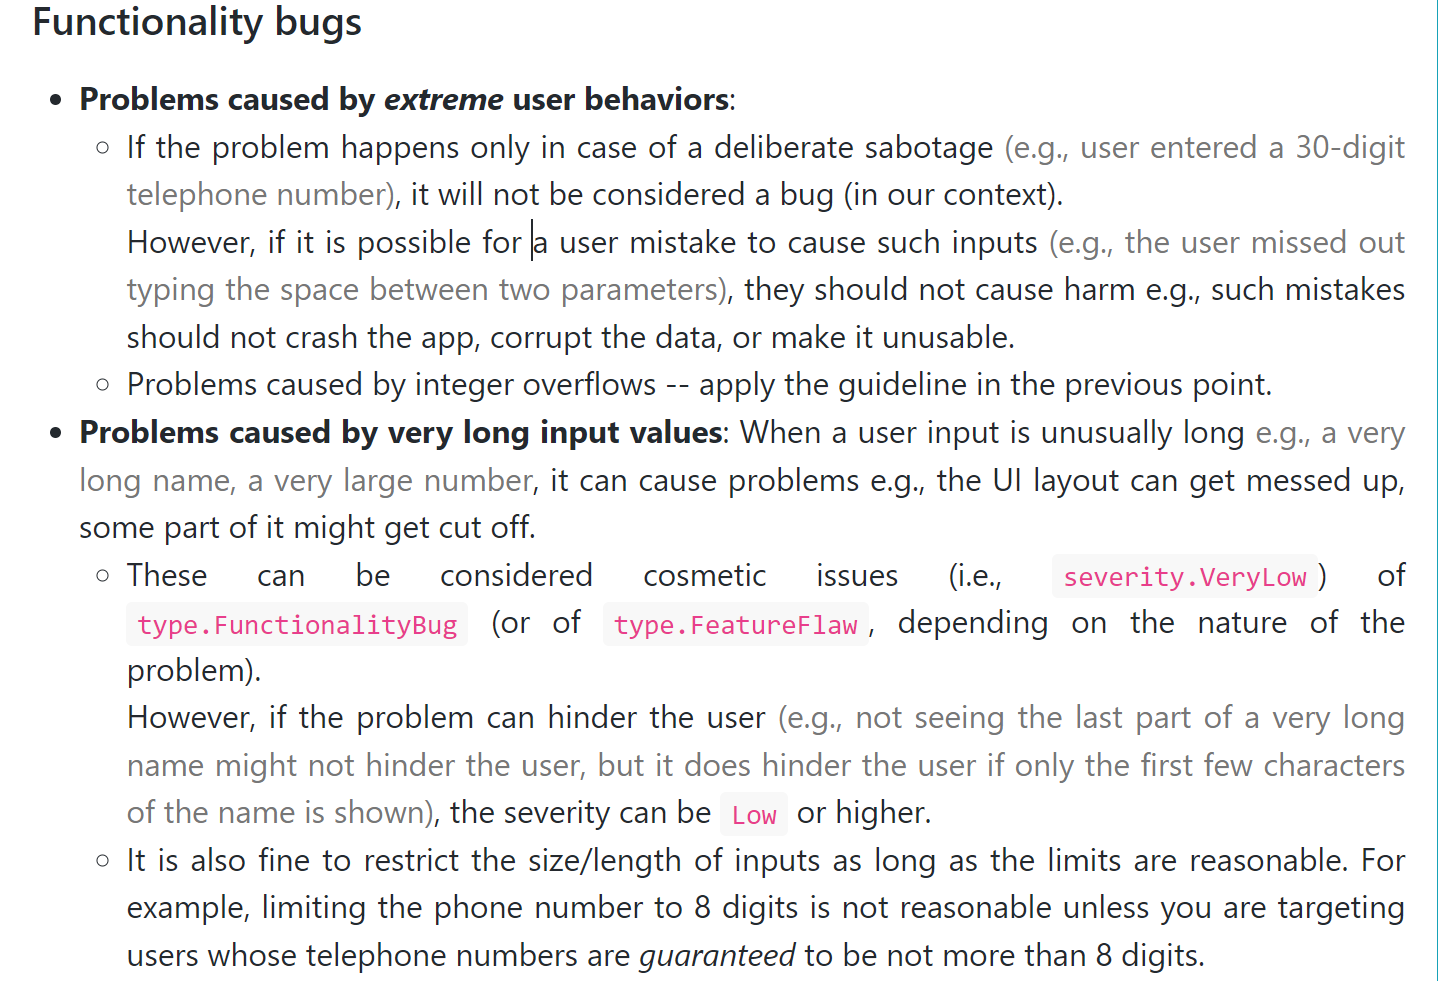 Functionality bugs
Problems caused by extreme user behaviors:
If the problem happens only in case of a deliberate sabotage (e.g., user entered a 30-digit
telephone number), it will not be considered a bug (in our context).
However, if it is possible for a user mistake to cause such inputs (e.g., the user missed out
typing the space between two parameters), they should not cause harm e.g., such mistakes
should not crash the app, corrupt the data, or make it unusable.
Problems caused by integer overflows -- apply the guideline in the previous point.
Problems caused by very long input values: When a user input is unusually long e.g., a very
long name, a very large number, it can cause problems e.g., the UI layout can get messed up,
some part of it might get cut off.
These can be considered cosmetic issues (i.e., severity.VeryLow) of
type.FunctionalityBug (or of type.FeatureFlaw, depending on the nature of the
problem).
However, if the problem can hinder the user (e.g., not seeing the last part of a very long
name might not hinder the user, but it does hinder the user if only the first few characters
of the name is shown), the severity can be Low or higher.
It is also fine to restrict the size/length of inputs as long as the limits are reasonable. For
example, limiting the phone number to 8 digits is not reasonable unless you are targeting
users whose telephone numbers are guaranteed to be not more than 8 digits.